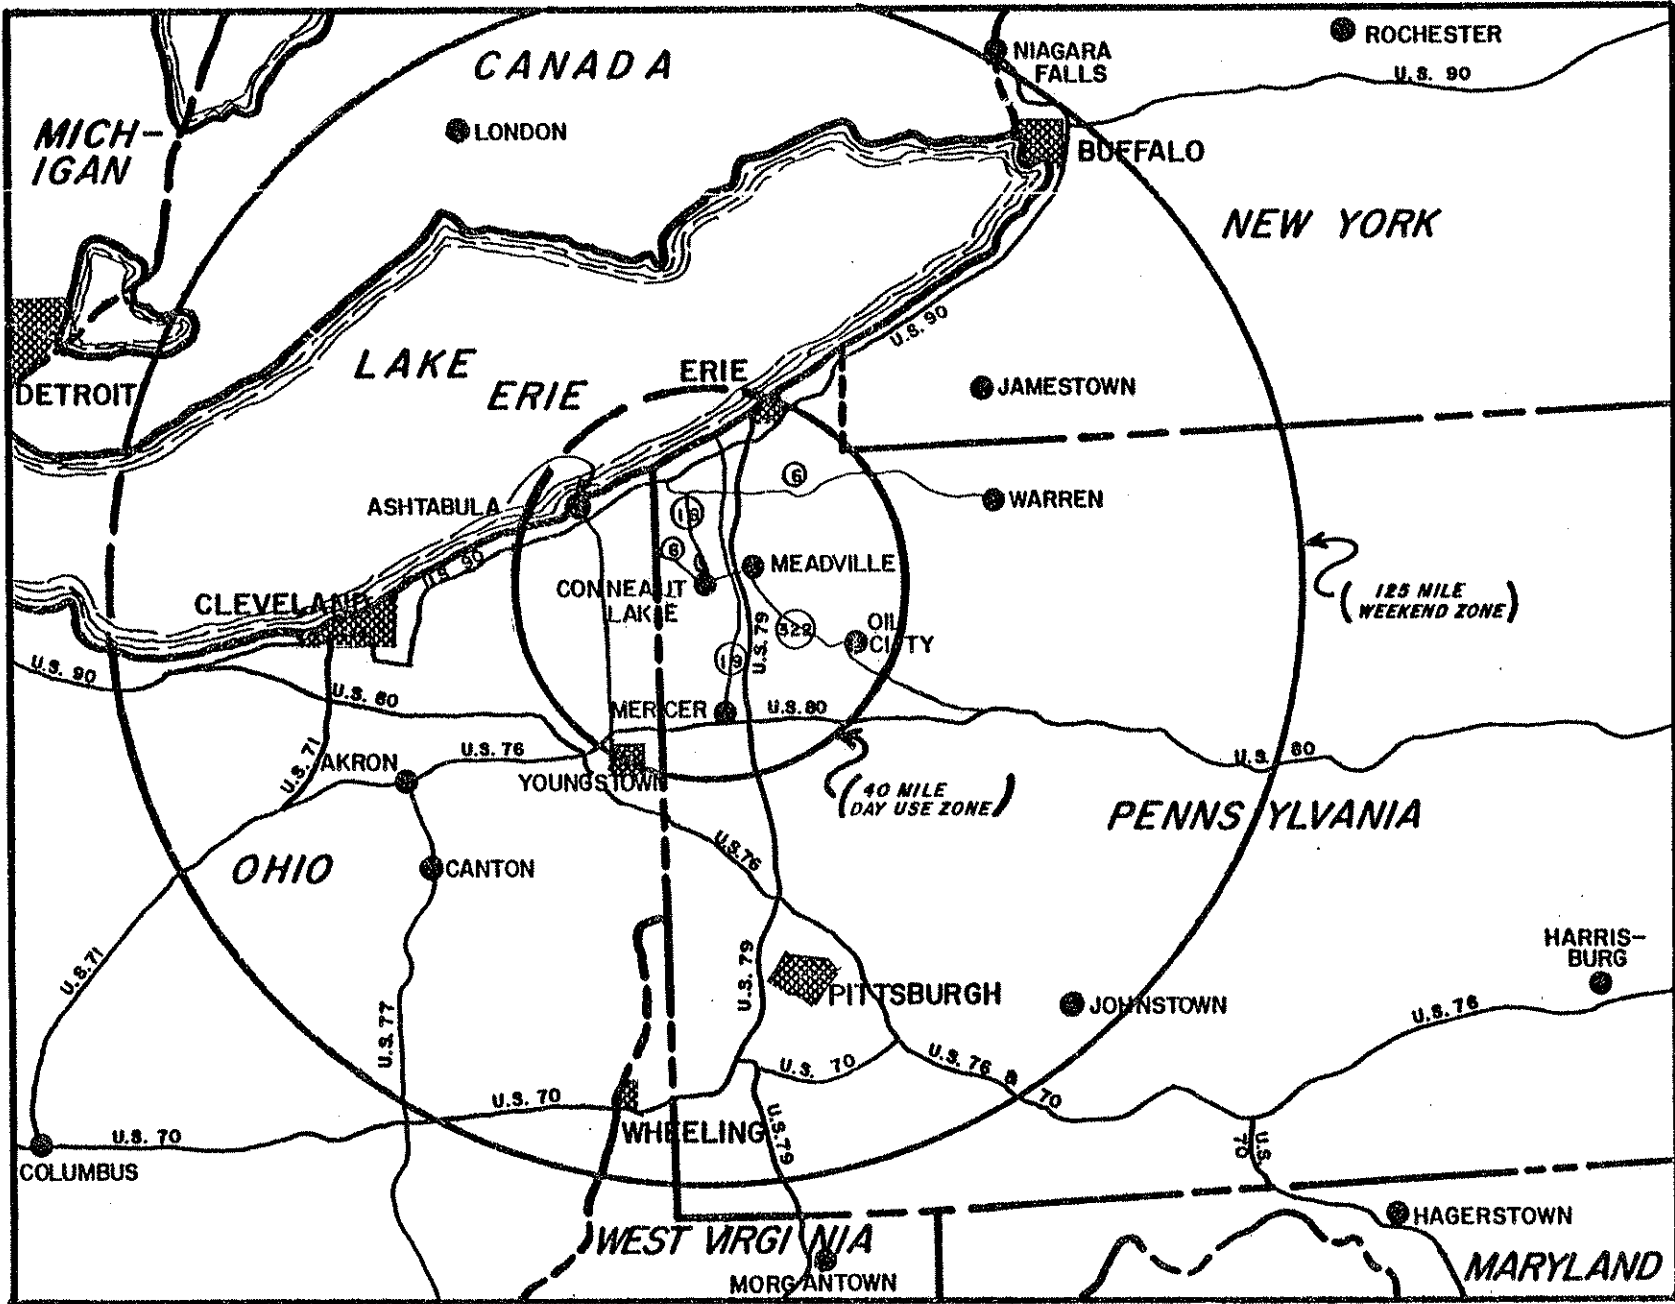 CANADA
NIAGARA
FALLS
ROCHESTER
U.S. 90
MICH-
IGAN
LONDON
BUFFALO
NEW YORK
U.S. 90
LAKE
ERIE
ERIE
DETROIT
JAMESTOWN
6
WARREN
ASHTABULA
18
6
MEADVILLE
CONNEAUT
LAKE
U.S. 90
CLEVELAND
125 MILE
WEEKEND ZONE
322
OIL
CITY
U.S. 79
19
U.S. 90
U.S. 80
MERCER
U.S. 80
U.S. 71
AKRON
U.S. 76
YOUNGSTOWN
U.S. 80
40 MILE
DAY USE ZONE
PENNSYLVANIA
U.S. 76
OHIO
CANTON
U.S. 71
U.S. 79
PITTSBURGH
HARRIS-
BURG
JOHNSTOWN
U.S. 77
U.S. 76
U.S. 70
U.S. 76 & 70
U.S. 70
WHEELING
U.S. 79
U.S. 70
U.S. 70
COLUMBUS
WEST VIRGINIA
HAGERSTOWN
MORGANTOWN
MARYLAND